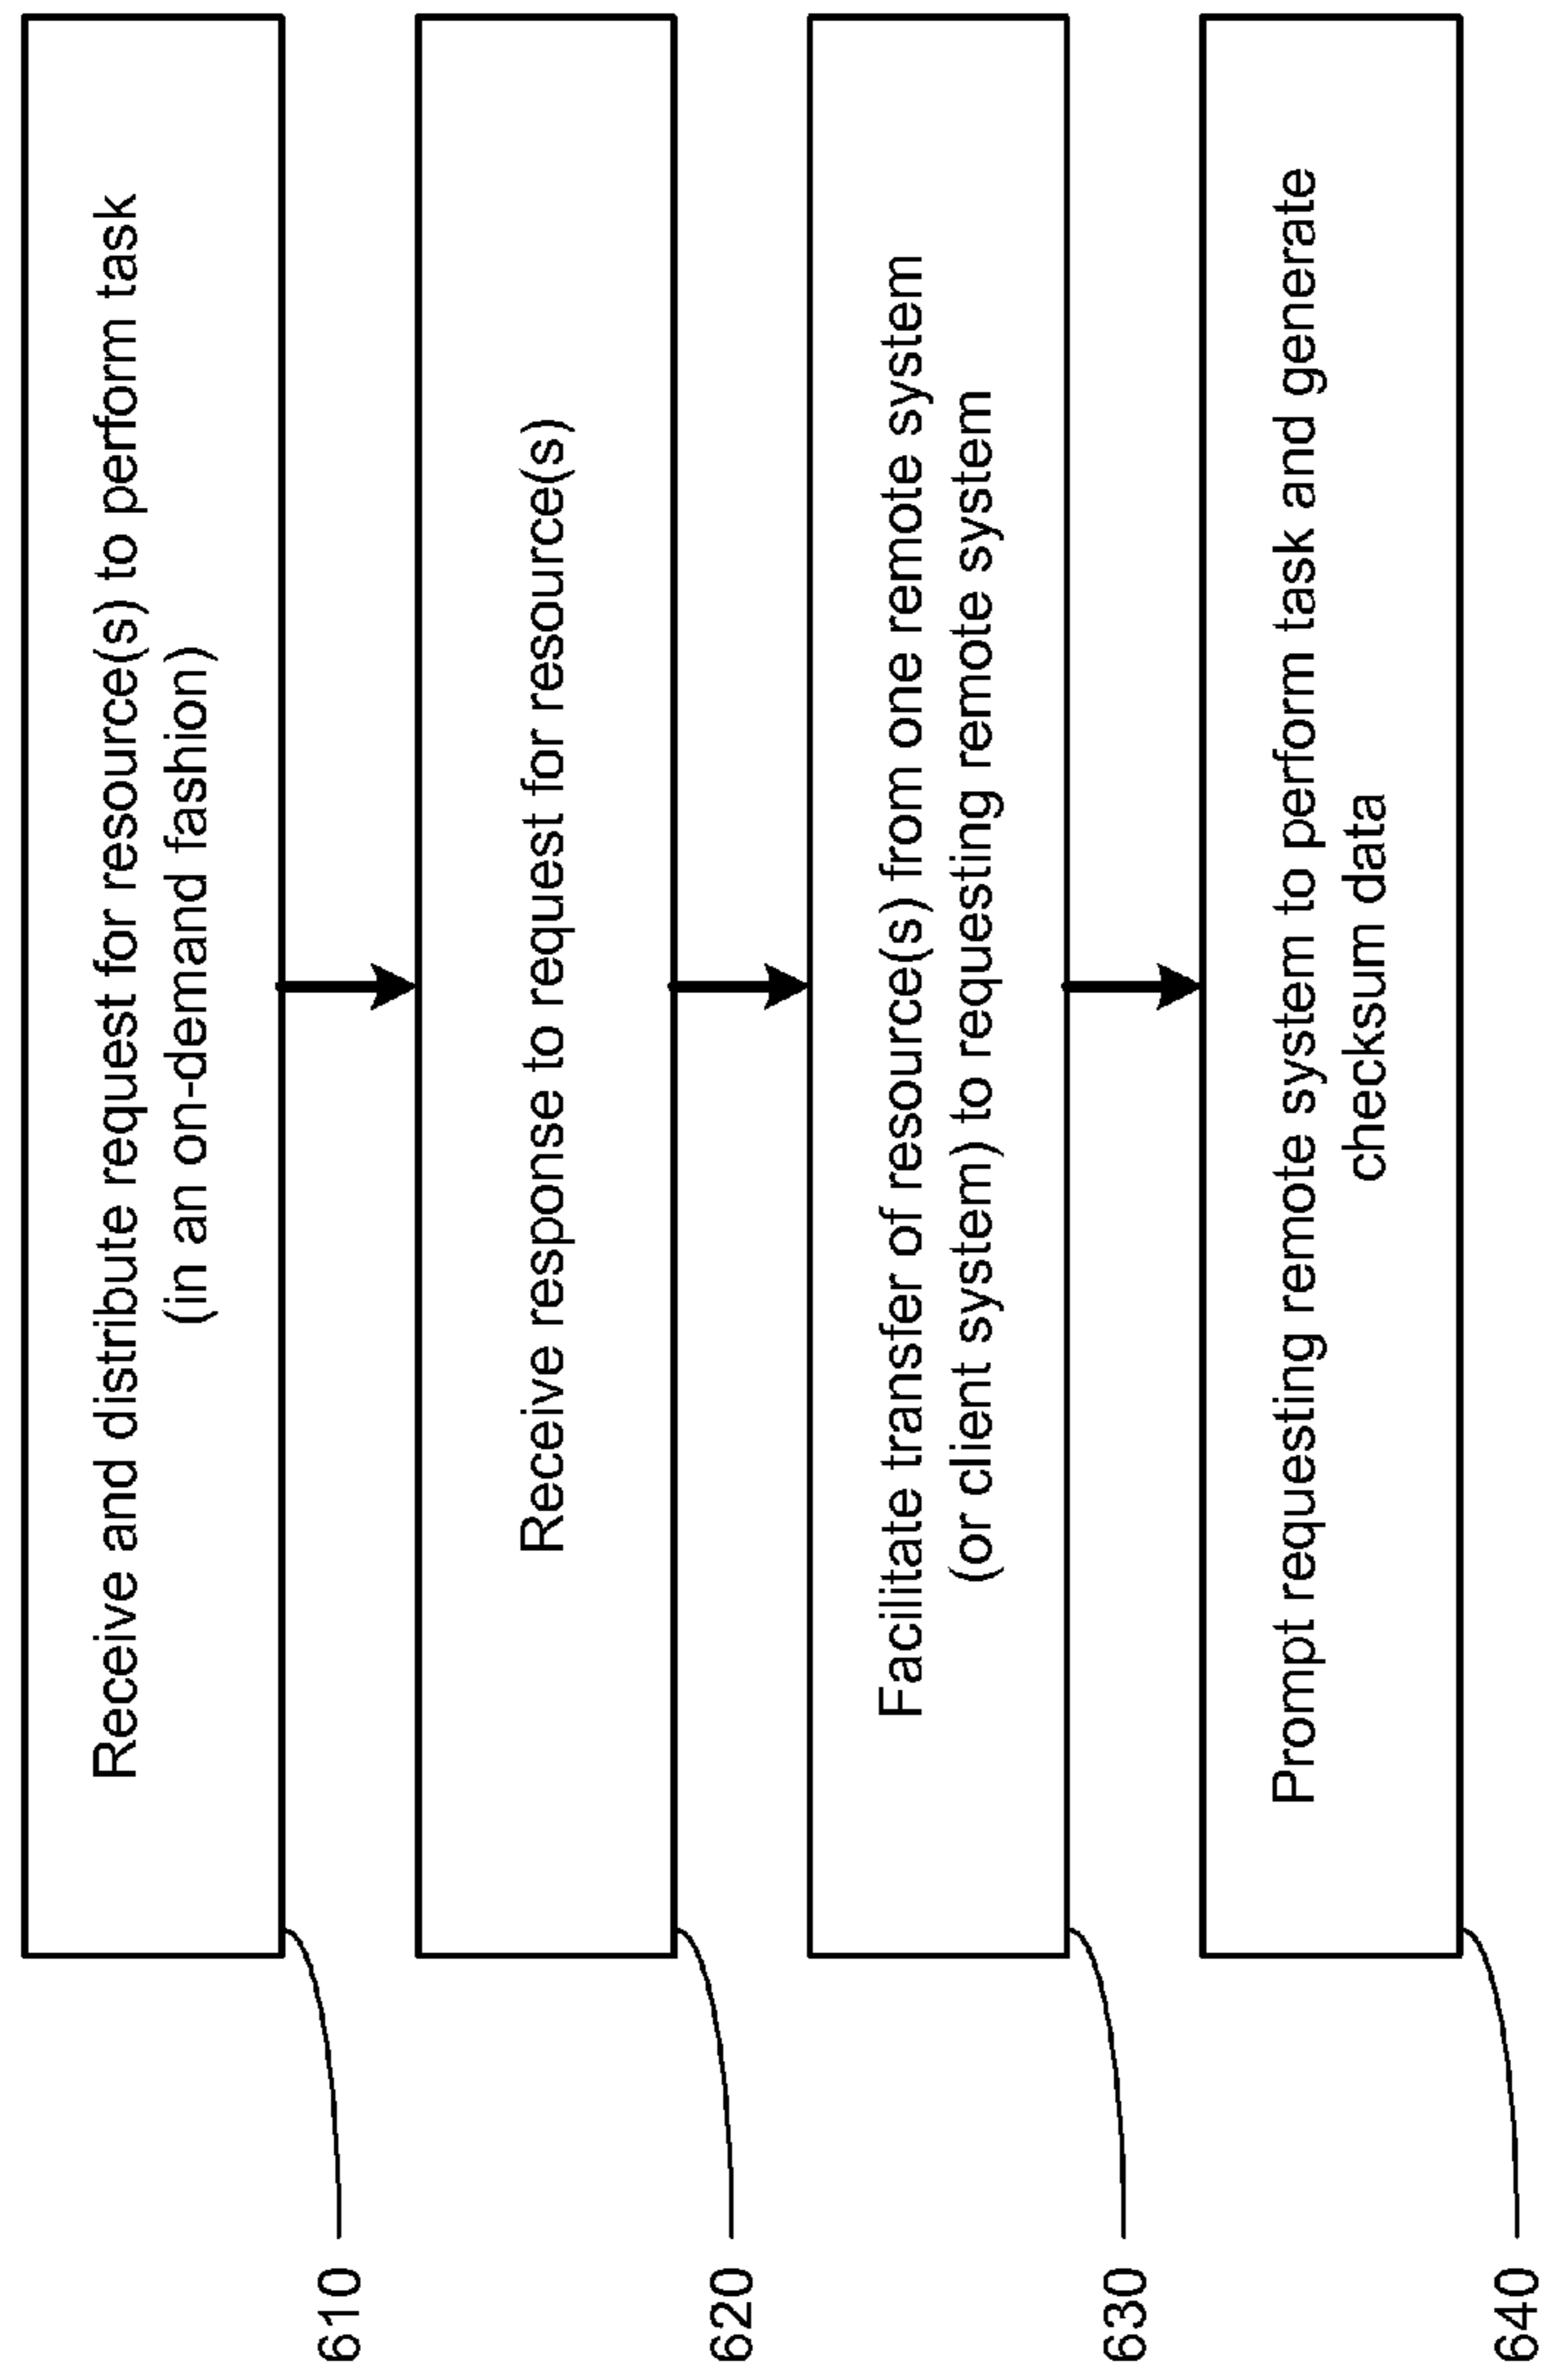 Receive and distribute request for resource(s) to perform task
(in an on-demand fashion)
610
Receive response to request for resource(s)
620
Facilitate transfer of resource(s) from one remote system
(or client system) to requesting remote system
630
Prompt requesting remote system to perform task and generate
checksum data
640